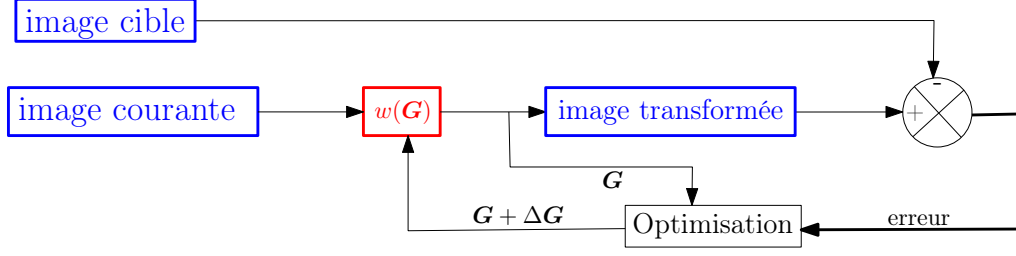 image cible
-
image courante
w(G)
image transformée
+
G
G + ΔG
Optimisation
erreur